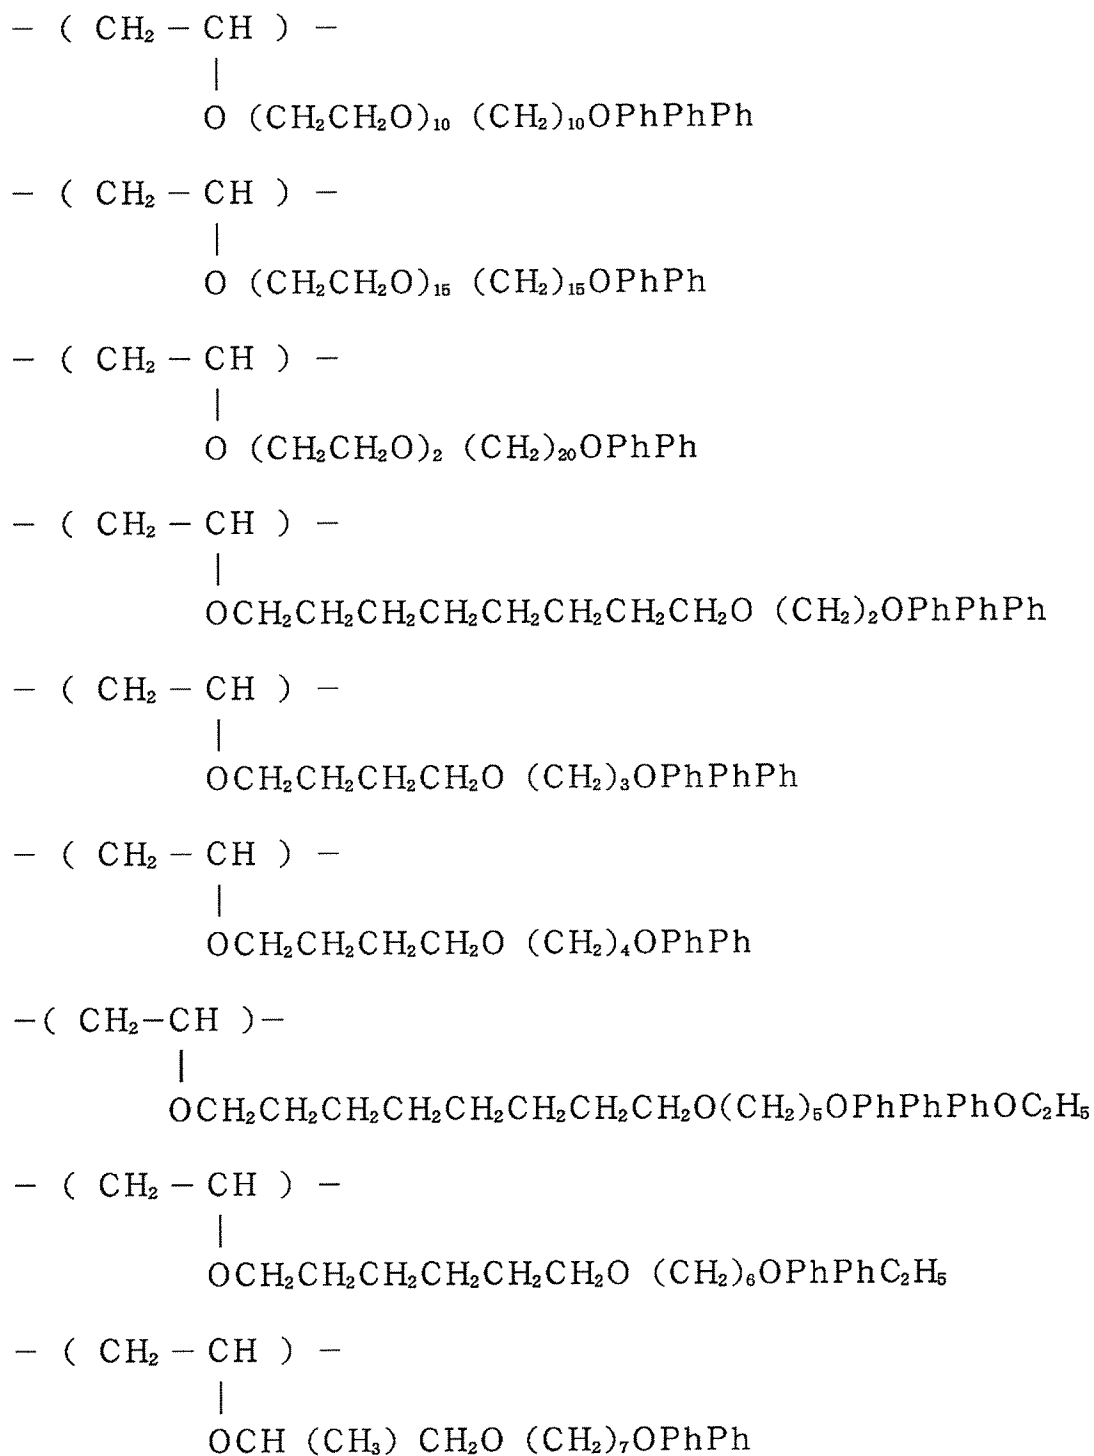 − ( CH₂ − CH ) −
|
O (CH₂CH₂O)₁₀ (CH₂)₁₀OPhPhPh
− ( CH₂ − CH ) −
|
O (CH₂CH₂O)₁₅ (CH₂)₁₅OPhPh
− ( CH₂ − CH ) −
|
O (CH₂CH₂O)₂ (CH₂)₂₀OPhPh
− ( CH₂ − CH ) −
|
OCH₂CH₂CH₂CH₂CH₂CH₂CH₂CH₂O (CH₂)₂OPhPhPh
− ( CH₂ − CH ) −
|
OCH₂CH₂CH₂CH₂O (CH₂)₃OPhPhPh
− ( CH₂ − CH ) −
|
OCH₂CH₂CH₂CH₂O (CH₂)₄OPhPh
−( CH₂−CH )−
|
OCH₂CH₂CH₂CH₂CH₂CH₂CH₂CH₂O(CH₂)₅OPhPhPhOC₂H₅
− ( CH₂ − CH ) −
|
OCH₂CH₂CH₂CH₂CH₂CH₂O (CH₂)₆OPhPhC₂H₅
− ( CH₂ − CH ) −
|
OCH (CH₃) CH₂O (CH₂)₇OPhPh